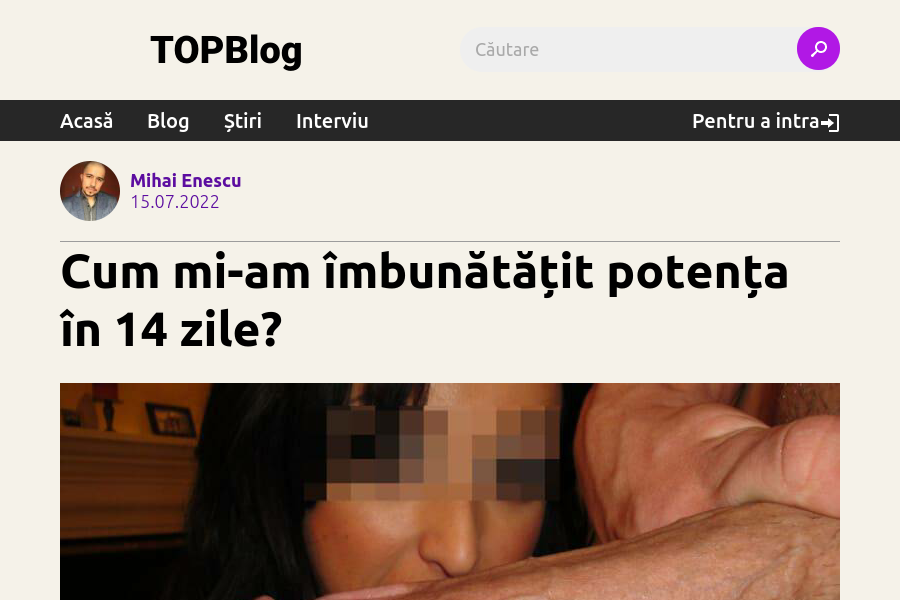 TOPBlog
Căutare
Acasă Blog Știri Interviu Pentru a intra
Mihai Enescu
15.07.2022
Cum mi-am îmbunătățit potența
în 14 zile?